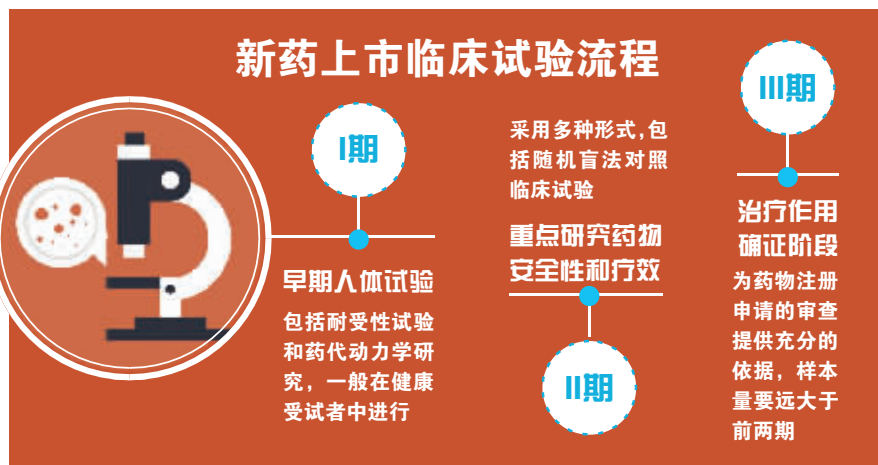 新药上市临床试验流程
I期
早期人体试验
包括耐受性试验
和药代动力学研
究，一般在健康
受试者中进行
采用多种形式,包
括随机盲法对照
临床试验
重点研究药物
安全性和疗效
II期
III期
治疗作用
确证阶段
为药物注册
申请的审查
提供充分的
依据，样本
量要远大于
前两期